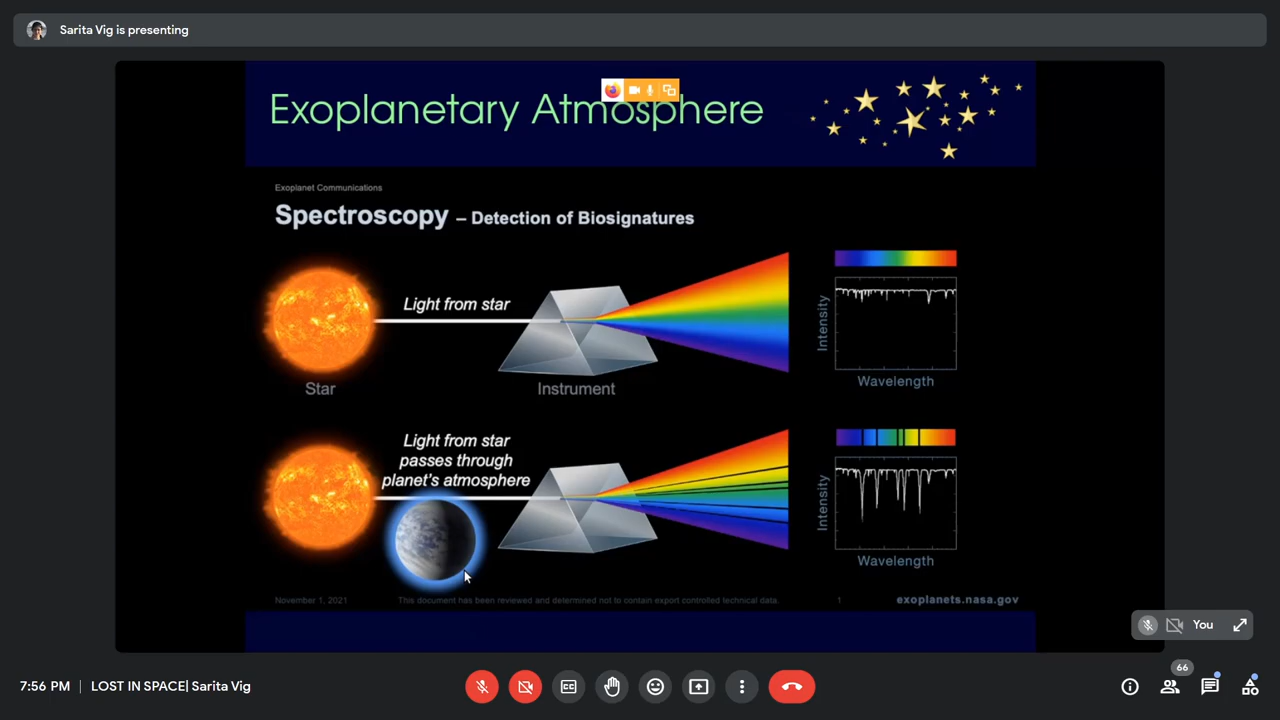 Sarita Vig is presenting
Exoplanetary Atmosphere
Exoplanet Communications
Spectroscopy – Detection of Biosignatures
Light from star
Star
Instrument
Intensity
Wavelength
Light from star
passes through
planet's atmosphere
Intensity
Wavelength
November 1, 2021
This document has been reviewed and determined not to contain export controlled technical data.
1
exoplanets.nasa.gov
You
7:56 PM | LOST IN SPACE| Sarita Vig
CC
66